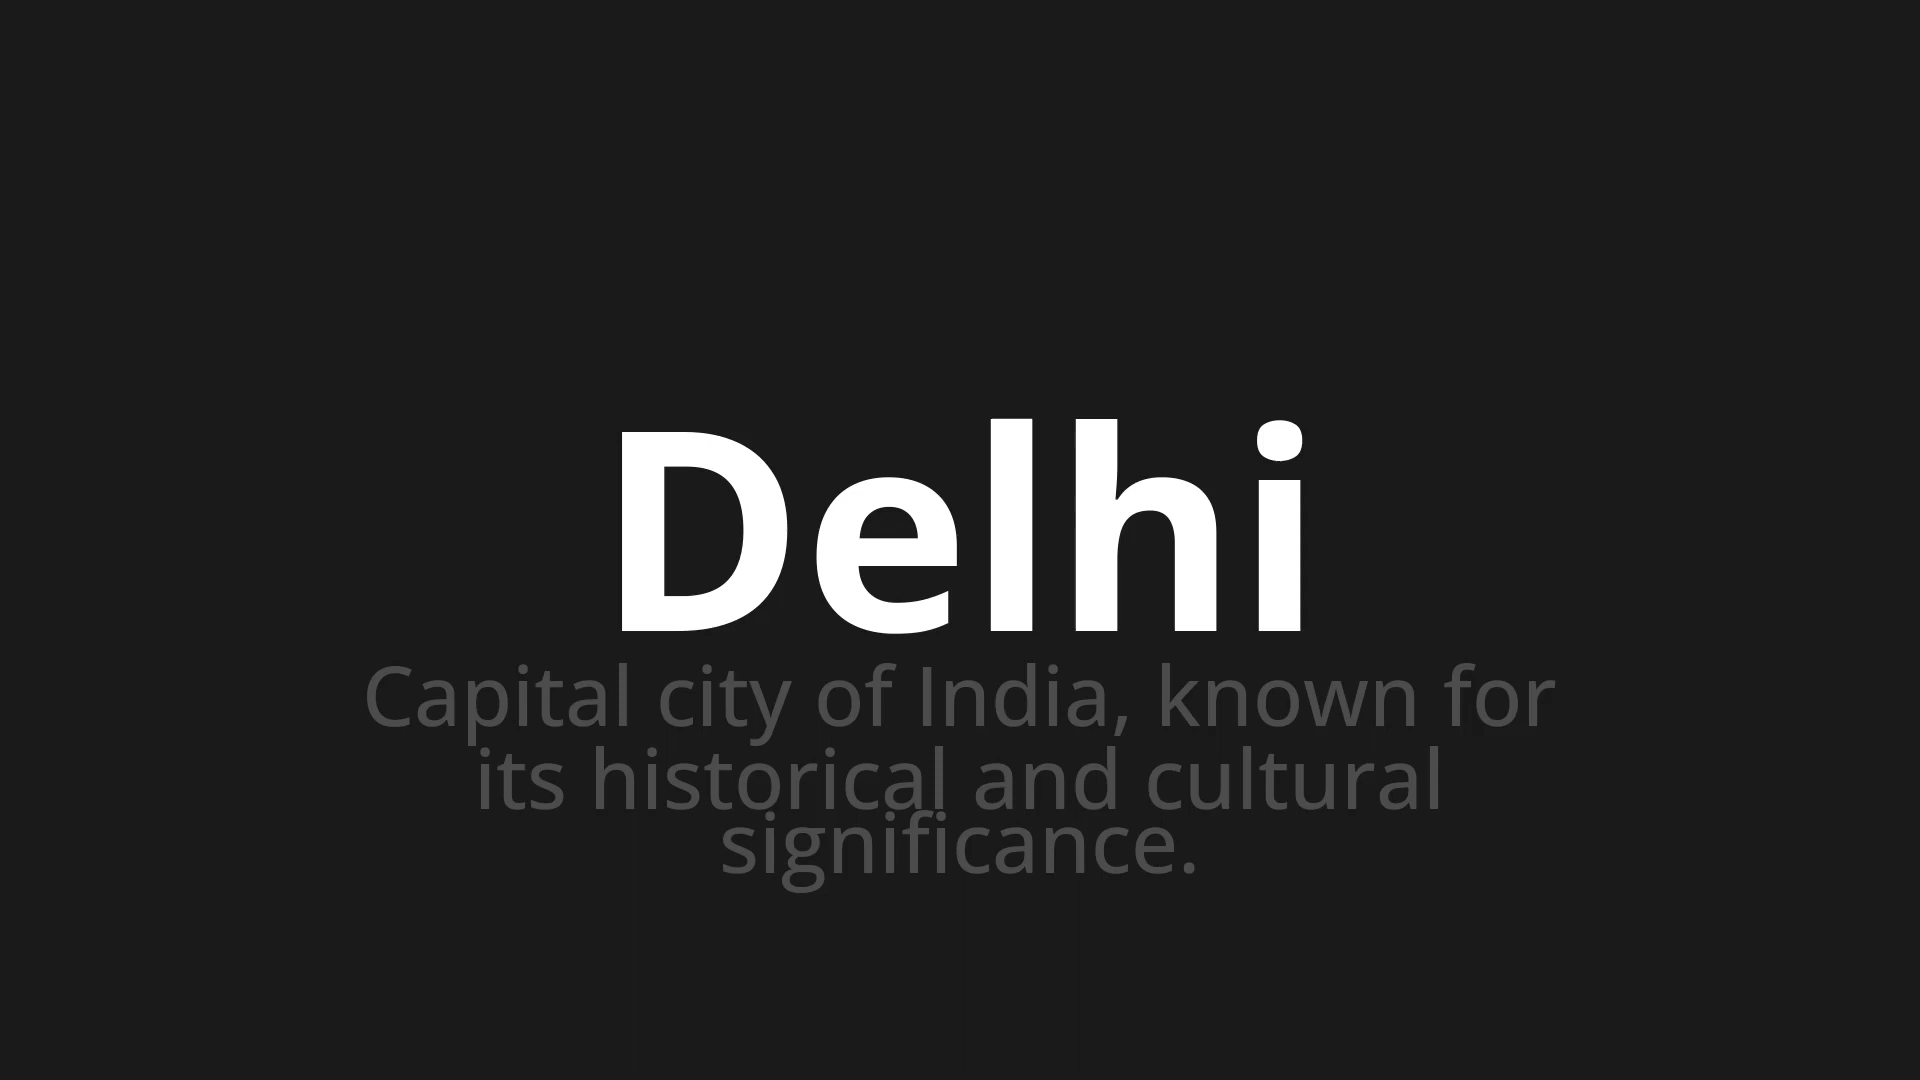 Delhi
Capital city of India, known for
its historical and cultural
significance.